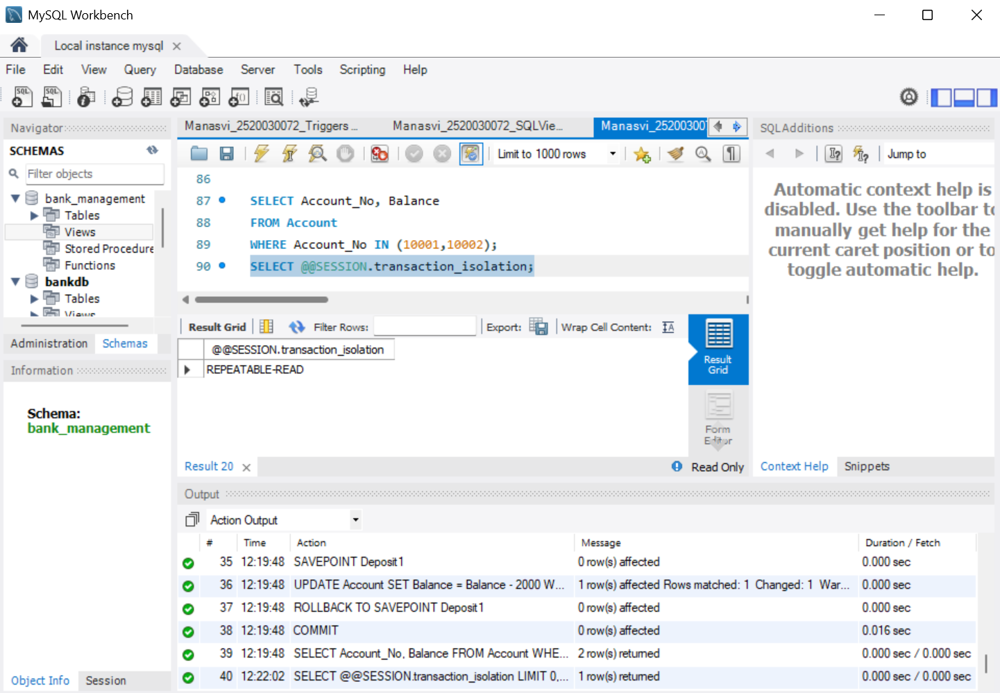 MySQL Workbench
Local instance mysql
File Edit View Query Database Server Tools Scripting Help
Navigator
SCHEMAS
Filter objects
bank_management
Tables
Views
Stored Procedure
Functions
bankdb
Tables
Views
Administration Schemas
Information
Schema:
bank_management
Object Info Session
Manasvi_2520030072_Triggers... Manasvi_2520030072_SQLVie... Manasvi_25200300
Limit to 1000 rows
86
87 SELECT Account_No, Balance
88 FROM Account
89 WHERE Account_No IN (10001,10002);
90 SELECT @@SESSION.transaction_isolation;
Result Grid Filter Rows: Export: Wrap Cell Content:
@@SESSION.transaction_isolation
REPEATABLE-READ
Result
Grid
Form
Editor
Result 20 Read Only
SQLAdditions
Jump to
Automatic context help is
disabled. Use the toolbar to
manually get help for the
current caret position or to
toggle automatic help.
Context Help Snippets
Output
Action Output
# Time Action Message Duration / Fetch
35 12:19:48 SAVEPOINT Deposit1 0 row(s) affected 0.000 sec
36 12:19:48 UPDATE Account SET Balance = Balance - 2000 W... 1 row(s) affected Rows matched: 1 Changed: 1 War... 0.000 sec
37 12:19:48 ROLLBACK TO SAVEPOINT Deposit1 0 row(s) affected 0.000 sec
38 12:19:48 COMMIT 0 row(s) affected 0.016 sec
39 12:19:48 SELECT Account_No, Balance FROM Account WHE... 2 row(s) returned 0.000 sec / 0.000 sec
40 12:22:02 SELECT @@SESSION.transaction_isolation LIMIT 0,... 1 row(s) returned 0.000 sec / 0.000 sec